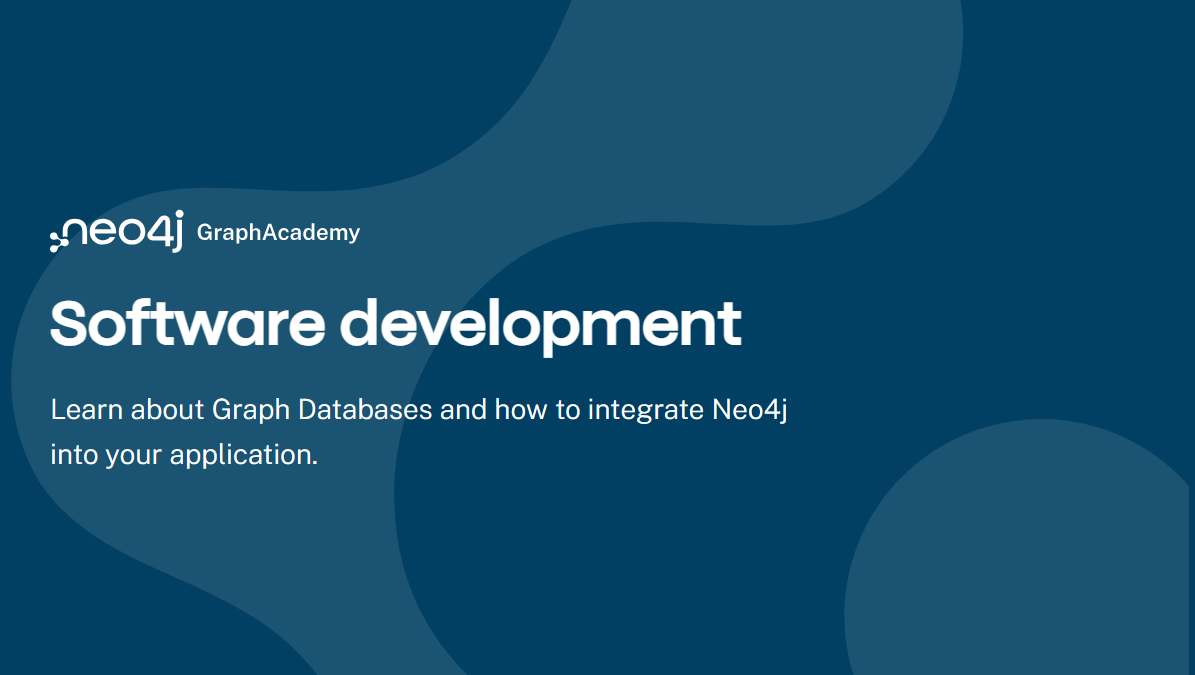 neo4j GraphAcademy
Software development
Learn about Graph Databases and how to integrate Neo4j
into your application.